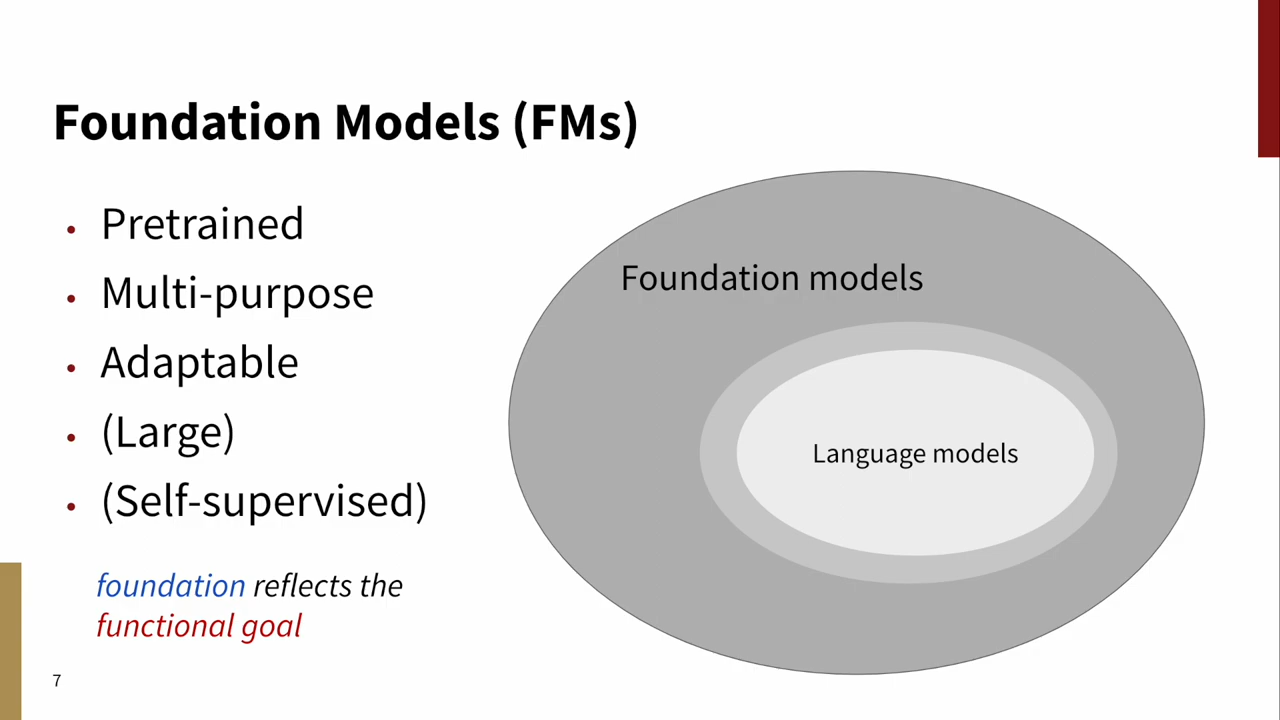 Foundation Models (FMs)
• Pretrained
• Multi-purpose
• Adaptable
• (Large)
• (Self-supervised)
foundation reflects the
functional goal
Foundation models
Language models
7